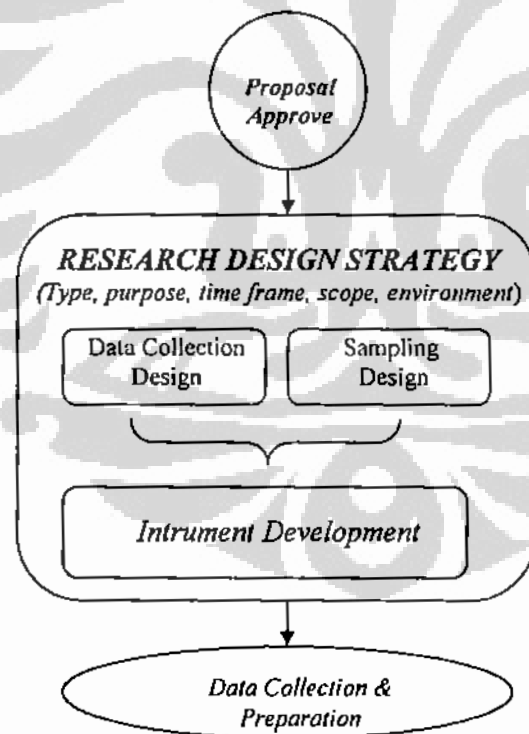 Proposal
Approve
RESEARCH DESIGN STRATEGY
(Type, purpose, time frame, scope, environment)
Data Collection
Design
Sampling
Design
Intrument Development
Data Collection &
Preparation